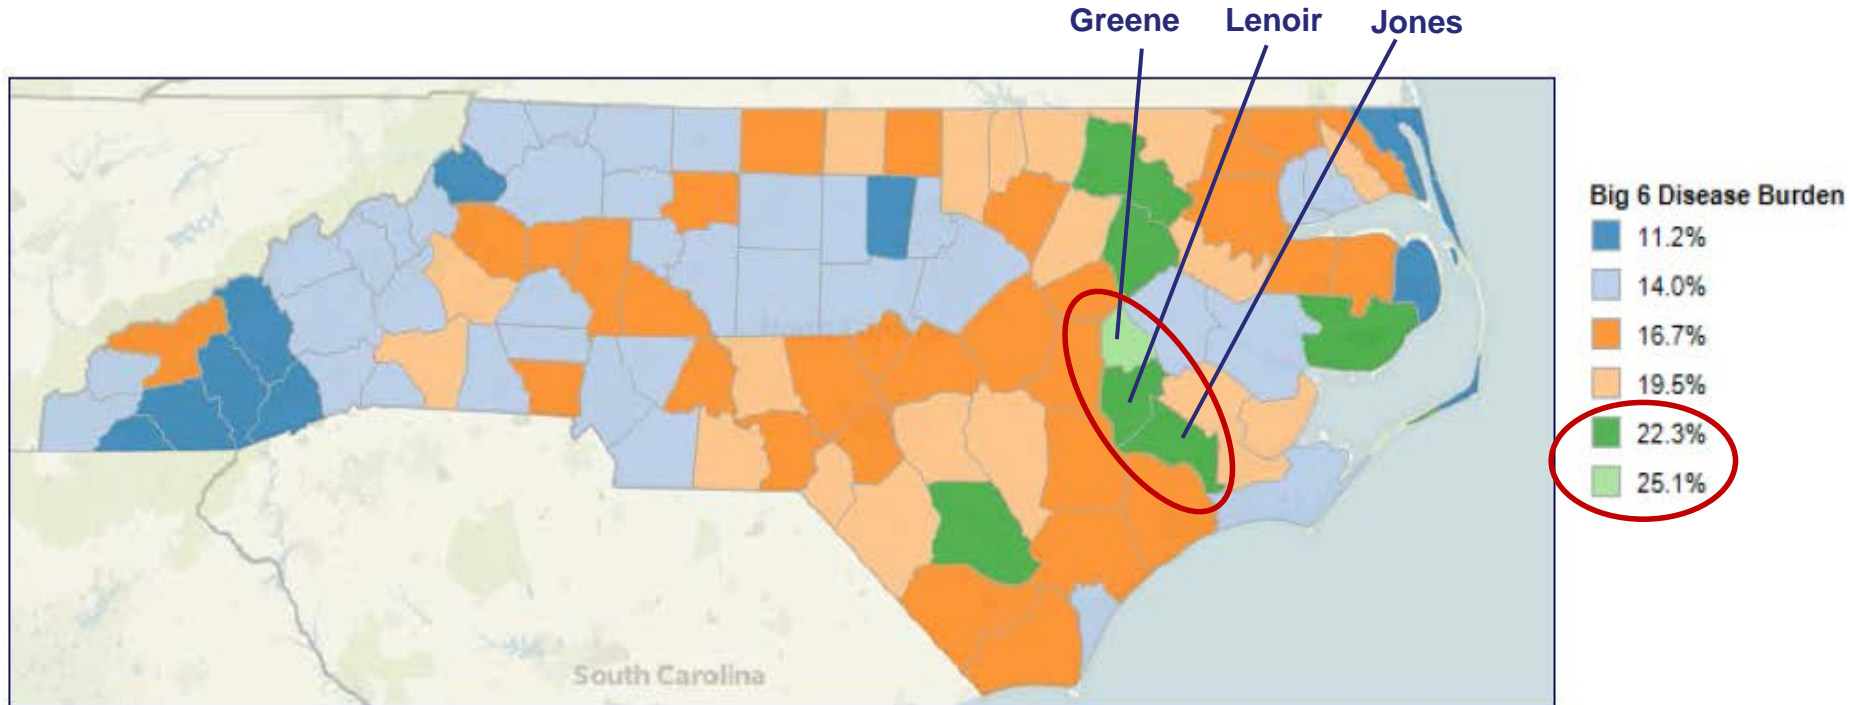 Greene Lenoir Jones
Big 6 Disease Burden
11.2%
14.0%
16.7%
19.5%
22.3%
25.1%
South Carolina